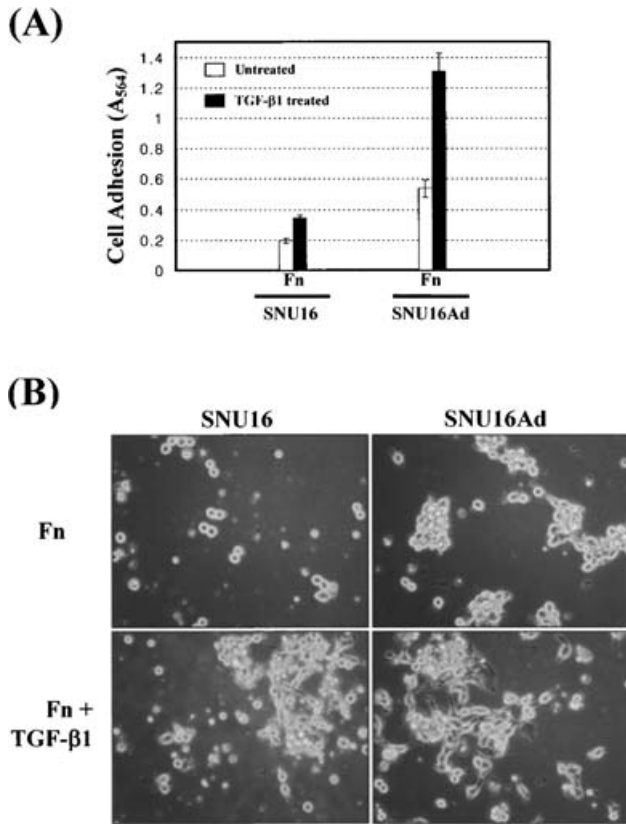 (A)
Cell Adhesion (A564)
1.4
1.2
1
0.8
0.6
0.4
0.2
0
Untreated
TGF-β1 treated
Fn
Fn
SNU16
SNU16Ad
(B)
SNU16
SNU16Ad
Fn
Fn +
TGF-β1